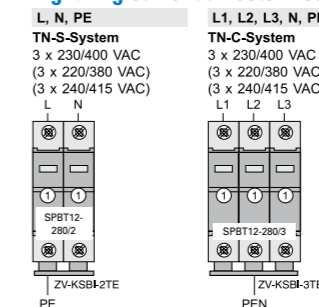 L, N, PE
TN-S-System
3 x 230/400 VAC
(3 x 220/380 VAC)
(3 x 240/415 VAC)
L N
1 1
SPBT12-
280/2
ZV-KSBI-2TE
PE
L1, L2, L3, N, PE
TN-C-System
3 x 230/400 VAC
(3 x 220/380 VAC)
(3 x 240/415 VAC)
L1 L2 L3
1 1 1
SPBT12-280/3
ZV-KSBI-3TE
PEN